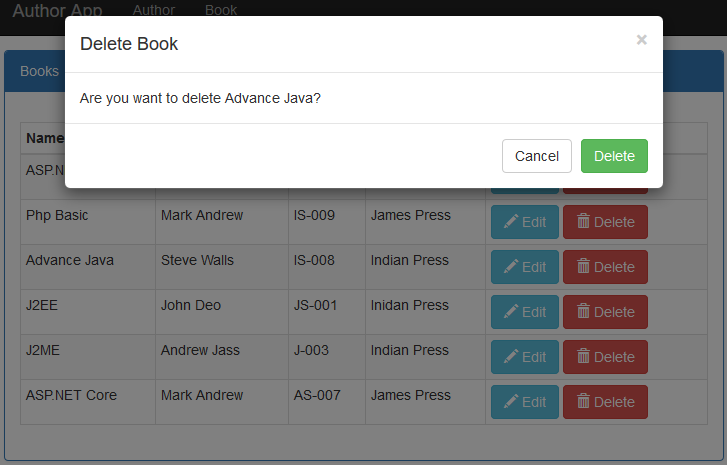 Author App Author Book
Delete Book ×
Books
Are you want to delete Advance Java?
Cancel Delete
Name
ASP.N
Php Basic Mark Andrew IS-009 James Press Edit Delete
Advance Java Steve Walls IS-008 Indian Press Edit Delete
J2EE John Deo JS-001 Inidan Press Edit Delete
J2ME Andrew Jass J-003 Indian Press Edit Delete
ASP.NET Core Mark Andrew AS-007 James Press Edit Delete